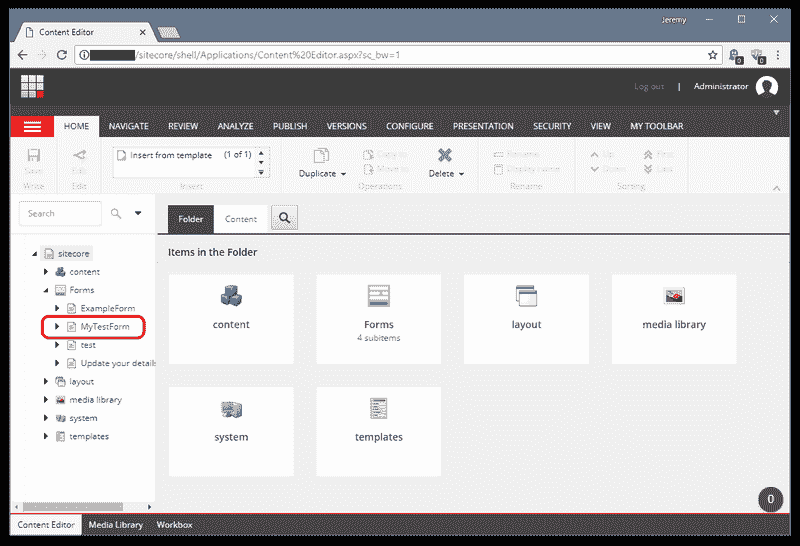 Jeremy
Content Editor
/sitecore/shell/Applications/Content%20Editor.aspx?sc_bw=1
0 0
Log out | Administrator
HOME NAVIGATE REVIEW ANALYZE PUBLISH VERSIONS CONFIGURE PRESENTATION SECURITY VIEW MY TOOLBAR
Save Edit Insert from template (1 of 1) Duplicate Copy to Move to Delete Rename Display name Up Down First Last
Write Edit Insert Operations Rename Sorting
Search Folder Content
sitecore
content
Forms
ExampleForm
MyTestForm
test
Update your details
layout
media library
system
templates
Items in the Folder
content Forms layout media library
4 subitems
system templates
0
Content Editor Media Library Workbox